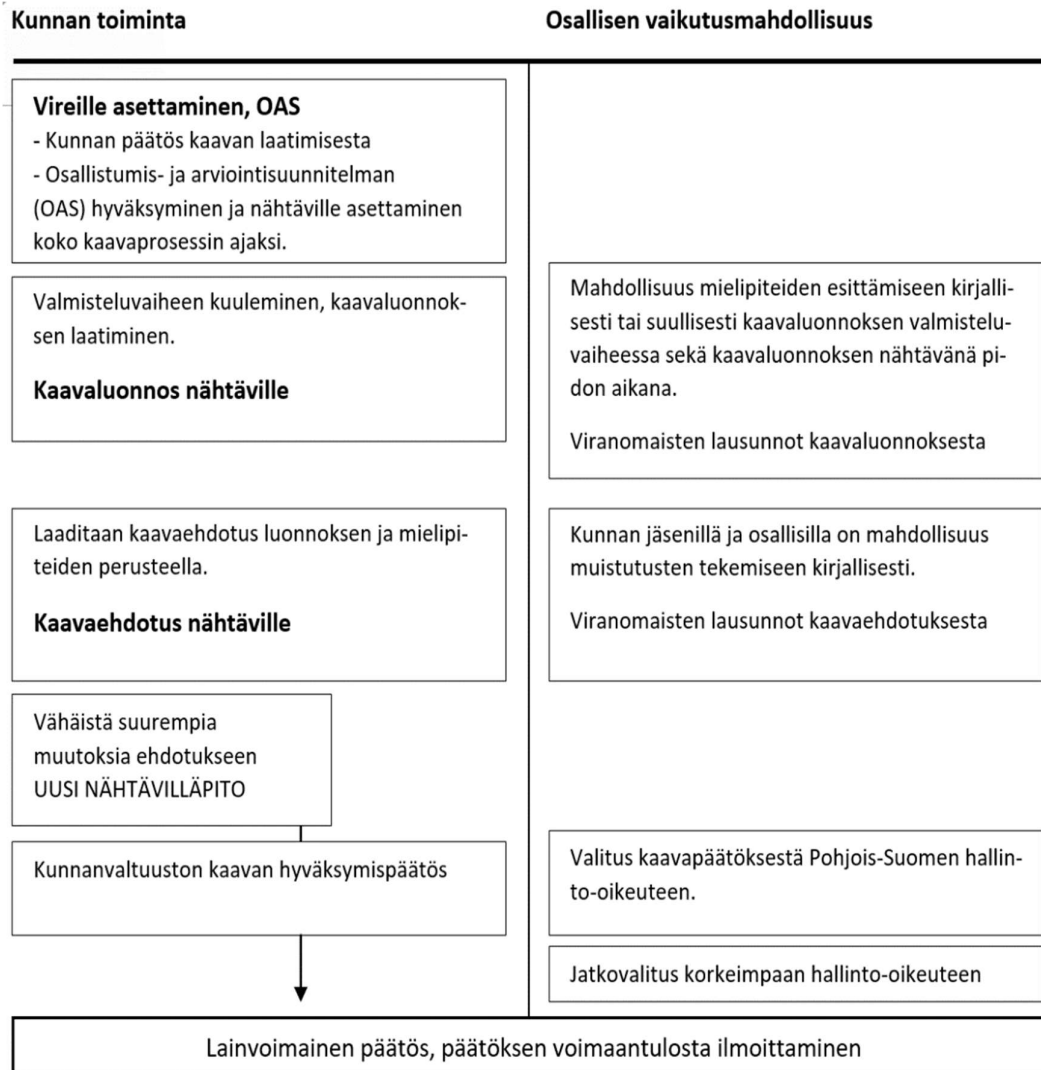 Kunnan toiminta
Osallisen vaikutusmahdollisuus
Vireille asettaminen, OAS
- Kunnan päätös kaavan laatimisesta
- Osallistumis- ja arviointisuunnitelman
(OAS) hyväksyminen ja nähtäville asettaminen
koko kaavaprosessin ajaksi.
Valmisteluvaiheen kuuleminen, kaavaluonnok-
sen laatiminen.
Kaavaluonnos nähtäville
Mahdollisuus mielipiteiden esittämiseen kirjalli-
sesti tai suullisesti kaavaluonnoksen valmistelu-
vaiheessa sekä kaavaluonnoksen nähtävänä pi-
don aikana.
Viranomaisten lausunnot kaavaluonnoksesta
Laaditaan kaavaehdotus luonnoksen ja mielipi-
teiden perusteella.
Kaavaehdotus nähtäville
Kunnan jäsenillä ja osallisilla on mahdollisuus
muistutusten tekemiseen kirjallisesti.
Viranomaisten lausunnot kaavaehdotuksesta
Vähäistä suurempia
muutoksia ehdotukseen
UUSI NÄHTÄVILLÄPITO
Kunnanvaltuuston kaavan hyväksymispäätös
Valitus kaavapäätöksestä Pohjois-Suomen hallin-
to-oikeuteen.
Jatkovalitus korkeimpaan hallinto-oikeuteen
Lainvoimainen päätös, päätöksen voimaantulosta ilmoittaminen